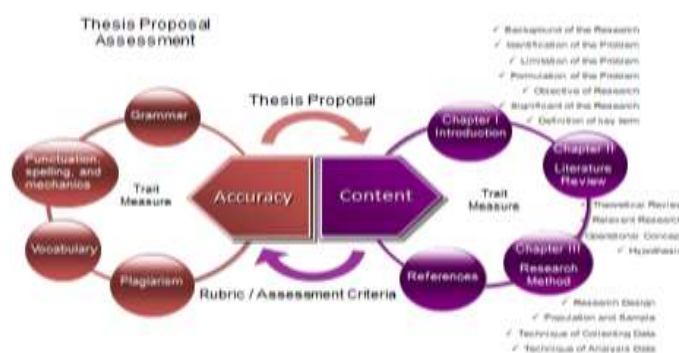 Thesis Proposal
Assessment
Grammar
Punctuation,
spelling, and
mechanics
Vocabulary
Plagiarism
Trait
Measure
Accuracy
Thesis Proposal
Rubric / Assessment Criteria
Content
Trait
Measure
Chapter I
Introduction
✓ Background of the Research
✓ Identification of the Problem
✓ Limitation of the Problem
✓ Formulation of the Problem
✓ Objective of Research
✓ Significant of the Research
✓ Definition of key term
Chapter II
Literature
Review
Theoretical Review
Relevant Research
Operational Concept
✓ Hypothesis
Chapter III
Research
Method
✓ Research Design
✓ Population and Sample
✓ Technique of Collecting Data
✓ Technique of Analysis Data
References